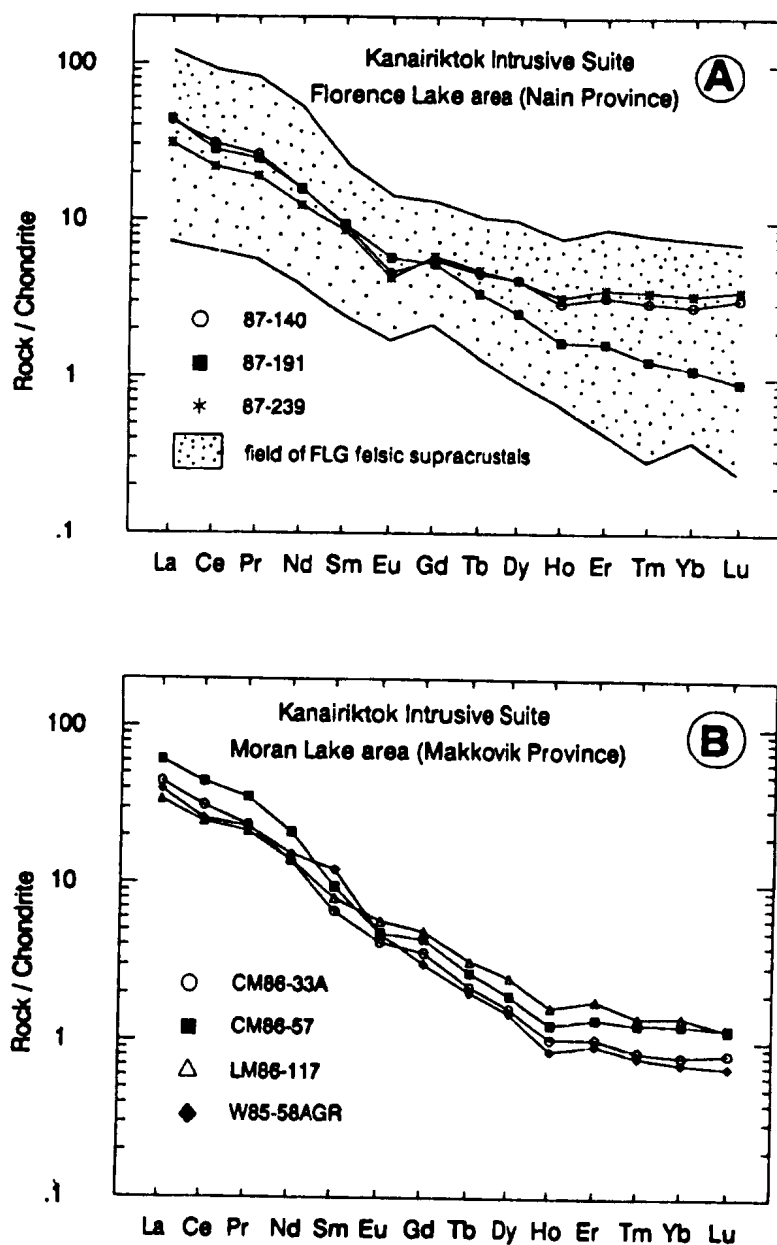 Kanairiktok Intrusive Suite
Florence Lake area (Nain Province)
A
100
10
1
.1
Rock / Chondrite
87-140
87-191
87-239
field of FLG felsic supracrustals
La Ce Pr Nd Sm Eu Gd Tb Dy Ho Er Tm Yb Lu
Kanairiktok Intrusive Suite
Moran Lake area (Makkovik Province)
B
100
10
1
.1
Rock / Chondrite
CM86-33A
CM86-57
LM86-117
W85-58AGR
La Ce Pr Nd Sm Eu Gd Tb Dy Ho Er Tm Yb Lu